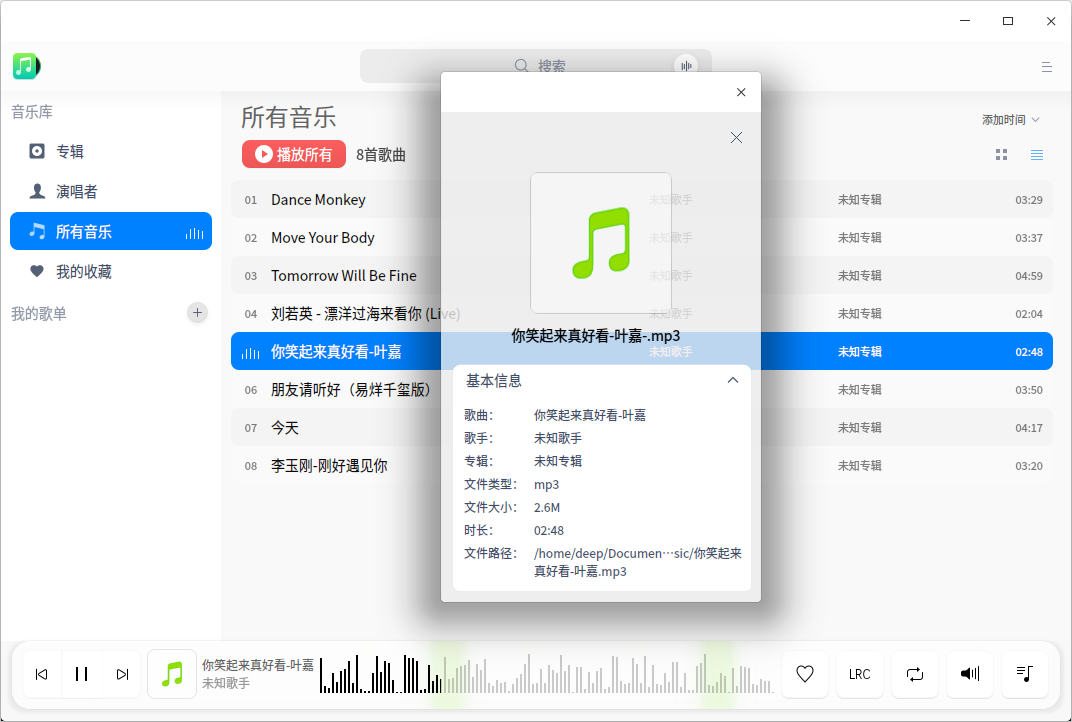 搜索
音乐库
专辑
演唱者
所有音乐
我的收藏
我的歌单
所有音乐
添加时间
播放所有
8首歌曲
01 Dance Monkey 未知歌手 未知专辑 03:29
02 Move Your Body 未知歌手 未知专辑 03:37
03 Tomorrow Will Be Fine 未知歌手 未知专辑 04:59
04 刘若英 - 漂洋过海来看你 (Live) 未知歌手 未知专辑 02:04
你笑起来真好看-叶嘉 未知歌手 未知专辑 02:48
06 朋友请听好（易烊千玺版） 未知专辑 03:50
07 今天 未知专辑 04:17
08 李玉刚-刚好遇见你 未知专辑 03:20
你笑起来真好看-叶嘉-.mp3
基本信息
歌曲： 你笑起来真好看-叶嘉
歌手： 未知歌手
专辑： 未知专辑
文件类型： mp3
文件大小： 2.6M
时长： 02:48
文件路径： /home/deep/Documen…sic/你笑起来
真好看-叶嘉.mp3
你笑起来真好看-叶嘉
未知歌手
LRC